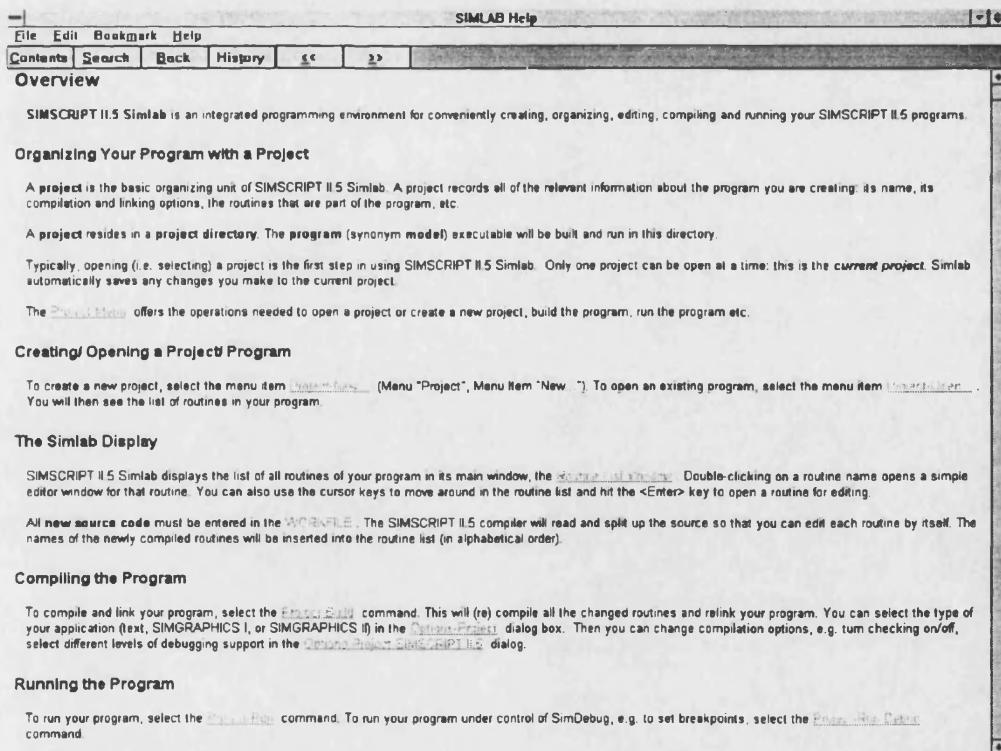 SIMLAB Help
File Edit Bookmark Help
Contents Search Back History << >>
Overview
SIMSCRIPT II.5 Simlab is an integrated programming environment for conveniently creating, organizing, editing, compiling and running your SIMSCRIPT II.5 programs.
Organizing Your Program with a Project
A project is the basic organizing unit of SIMSCRIPT II.5 Simlab. A project records all of the relevant information about the program you are creating: its name, its
compilation and linking options, the routines that are part of the program, etc.
A project resides in a project directory. The program (synonym model) executable will be built and run in this directory.
Typically, opening (i.e. selecting) a project is the first step in using SIMSCRIPT II.5 Simlab. Only one project can be open at a time: this is the current project. Simlab
automatically saves any changes you make to the current project.
The Project Menu offers the operations needed to open a project or create a new project, build the program, run the program etc.
Creating/ Opening a Project/ Program
To create a new project, select the menu item (Menu "Project", Menu Item "New..."). To open an existing program, select the menu item .
You will then see the list of routines in your program.
The Simlab Display
SIMSCRIPT II.5 Simlab displays the list of all routines of your program in its main window, the . Double-clicking on a routine name opens a simple
editor window for that routine. You can also use the cursor keys to move around in the routine list and hit the <Enter> key to open a routine for editing.
All new source code must be entered in the WORKFILE . The SIMSCRIPT II.5 compiler will read and split up the source so that you can edit each routine by itself. The
names of the newly compiled routines will be inserted into the routine list (in alphabetical order).
Compiling the Program
To compile and link your program, select the Project-Build command. This will (re) compile all the changed routines and relink your program. You can select the type of
your application (text, SIMGRAPHICS I, or SIMGRAPHICS II) in the Options-Project dialog box. Then you can change compilation options, e.g. turn checking on/off,
select different levels of debugging support in the Options Project SIMSCRIPT II.5 dialog.
Running the Program
To run your program, select the command. To run your program under control of SimDebug, e.g. to set breakpoints, select the
command.